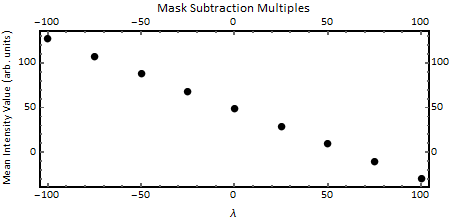 Mask Subtraction Multiples
−100 −50 0 50 100
Mean Intensity Value (arb. units)
100 100
50 50
0 0
−100 −50 0 50 100
λ